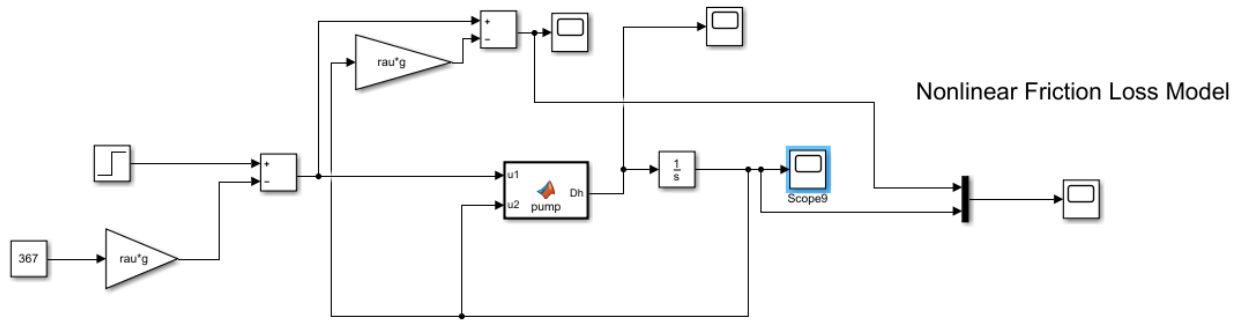 +
−
rau*g
Nonlinear Friction Loss Model
+
−
u1
u2
Dh
pump
1
s
Scope9
367
rau*g